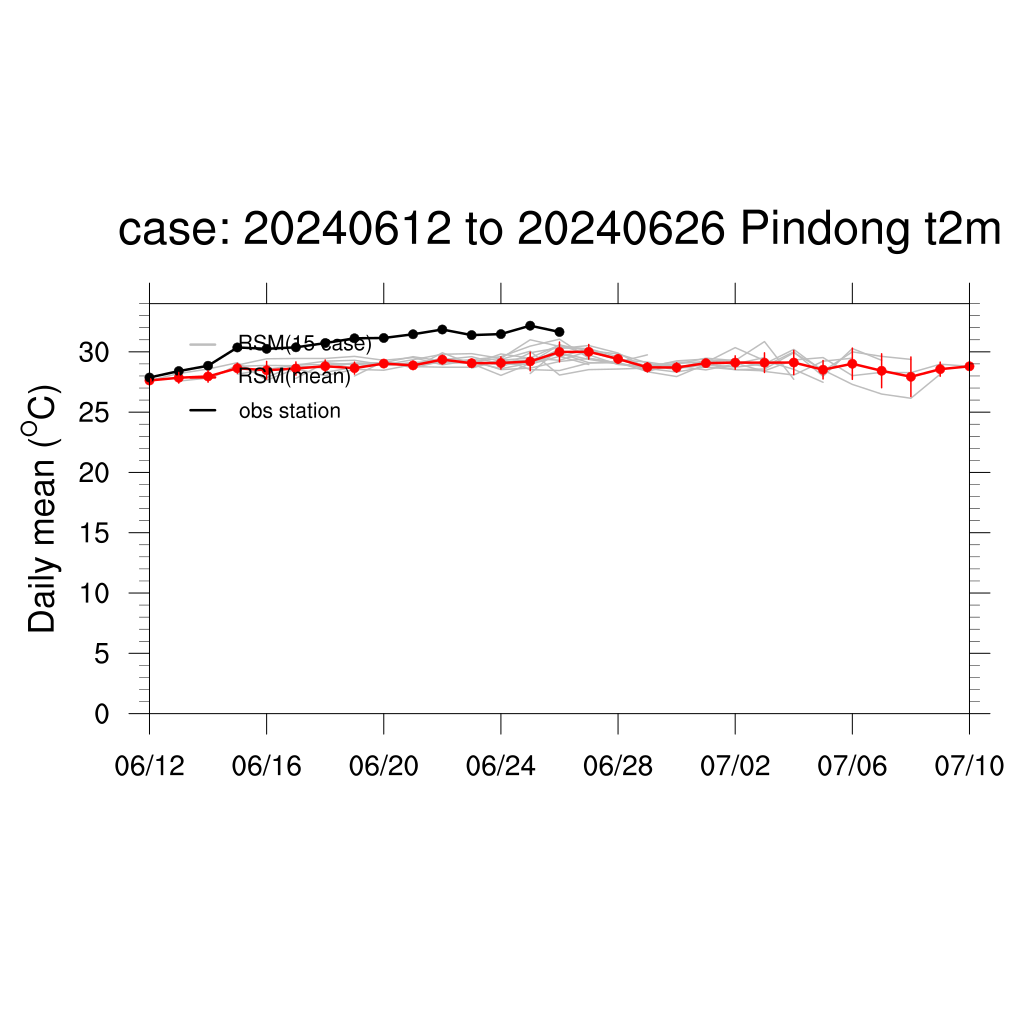 case: 20240612 to 20240626 Pindong t2m
Daily mean (°C)
30
25
20
15
10
5
0
RSM(15 case)
RSM(mean)
obs station
06/12 06/16 06/20 06/24 06/28 07/02 07/06 07/10